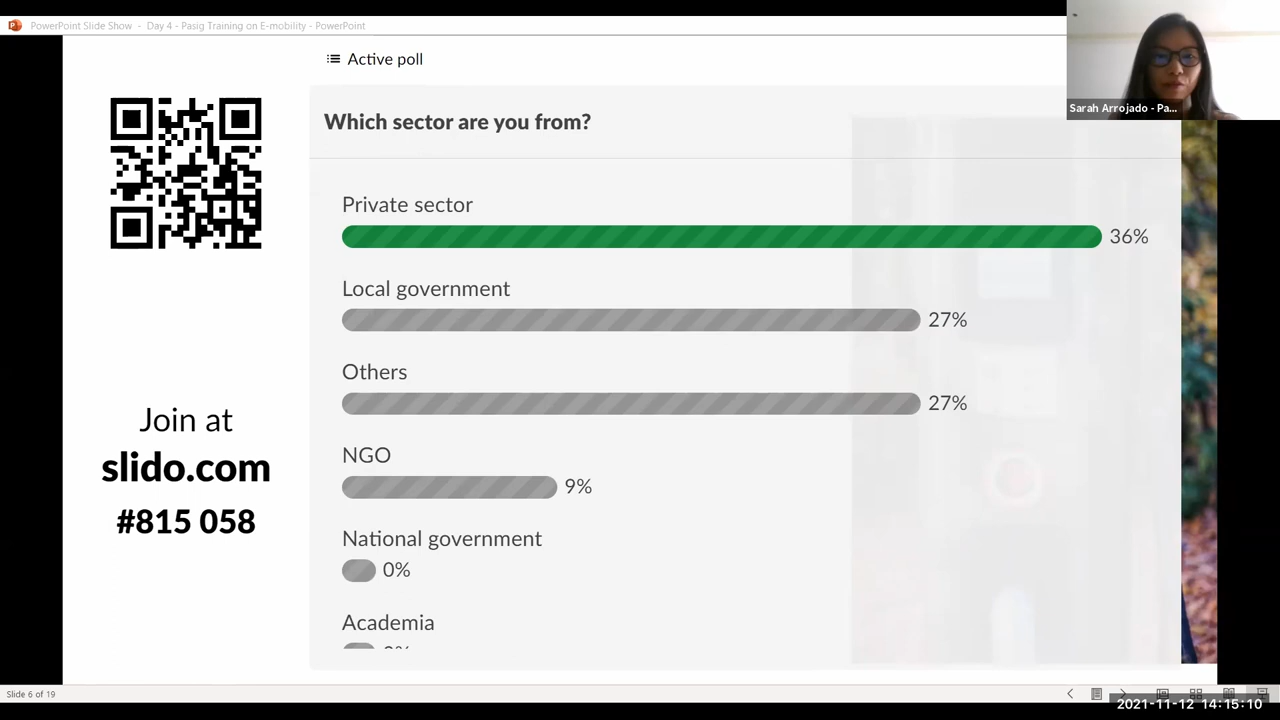 PowerPoint Slide Show - Day 4 - Pasig Training on E-mobility - PowerPoint
Active poll
Sarah Arrojado - Pa...
Which sector are you from?
Private sector
36%
Local government
27%
Others
27%
NGO
9%
National government
0%
Academia
Join at
slido.com
#815 058
Slide 6 of 19
2021-11-12 14:15:10